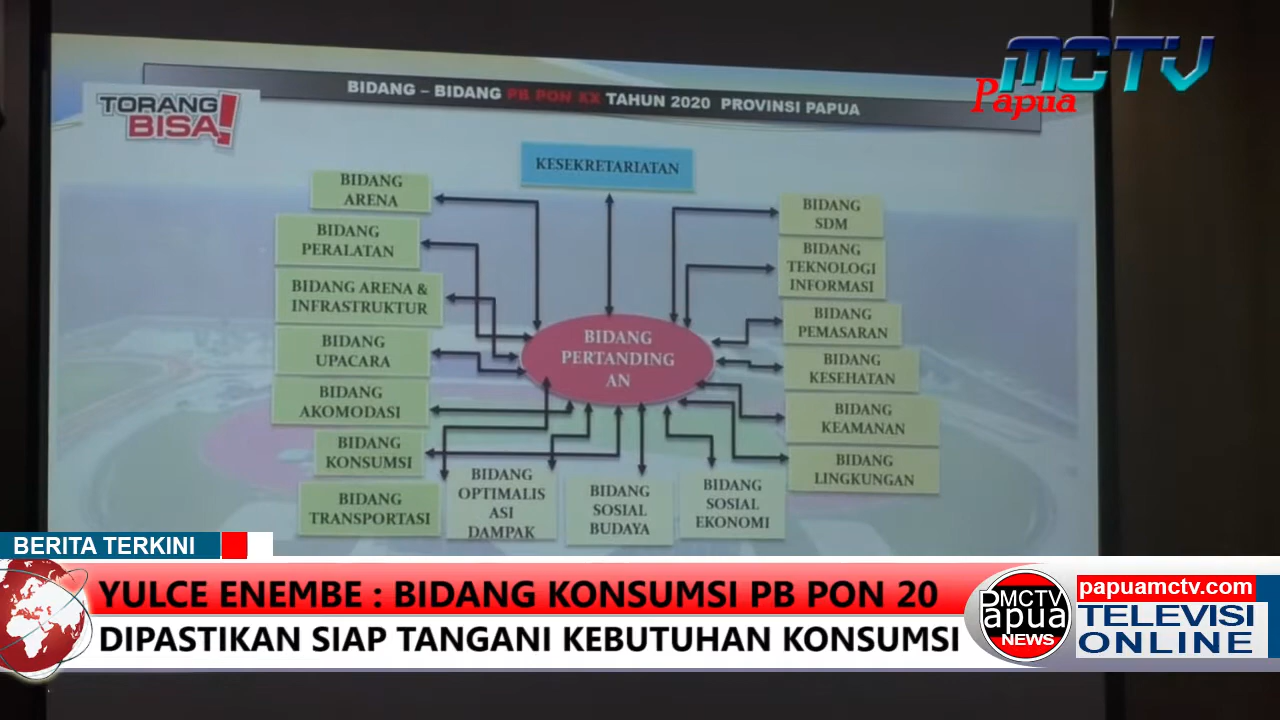 MCTV
Papua
BIDANG – BIDANG PB PON XX TAHUN 2020 PROVINSI PAPUA
TORANG
BISA!
KESEKRETARIATAN
BIDANG
ARENA
BIDANG
PERALATAN
BIDANG ARENA &
INFRASTRUKTUR
BIDANG
UPACARA
BIDANG
AKOMODASI
BIDANG
KONSUMSI
BIDANG
TRANSPORTASI
BIDANG
PERTANDING
AN
BIDANG
OPTIMALIS
ASI
DAMPAK
BIDANG
SOSIAL
BUDAYA
BIDANG
SOSIAL
EKONOMI
BIDANG
SDM
BIDANG
TEKNOLOGI
INFORMASI
BIDANG
PEMASARAN
BIDANG
KESEHATAN
BIDANG
KEAMANAN
BIDANG
LINGKUNGAN
BERITA TERKINI
YULCE ENEMBE : BIDANG KONSUMSI PB PON 20
DIPASTIKAN SIAP TANGANI KEBUTUHAN KONSUMSI
MCTV
Papua
NEWS
papuamctv.com
TELEVISI
ONLINE